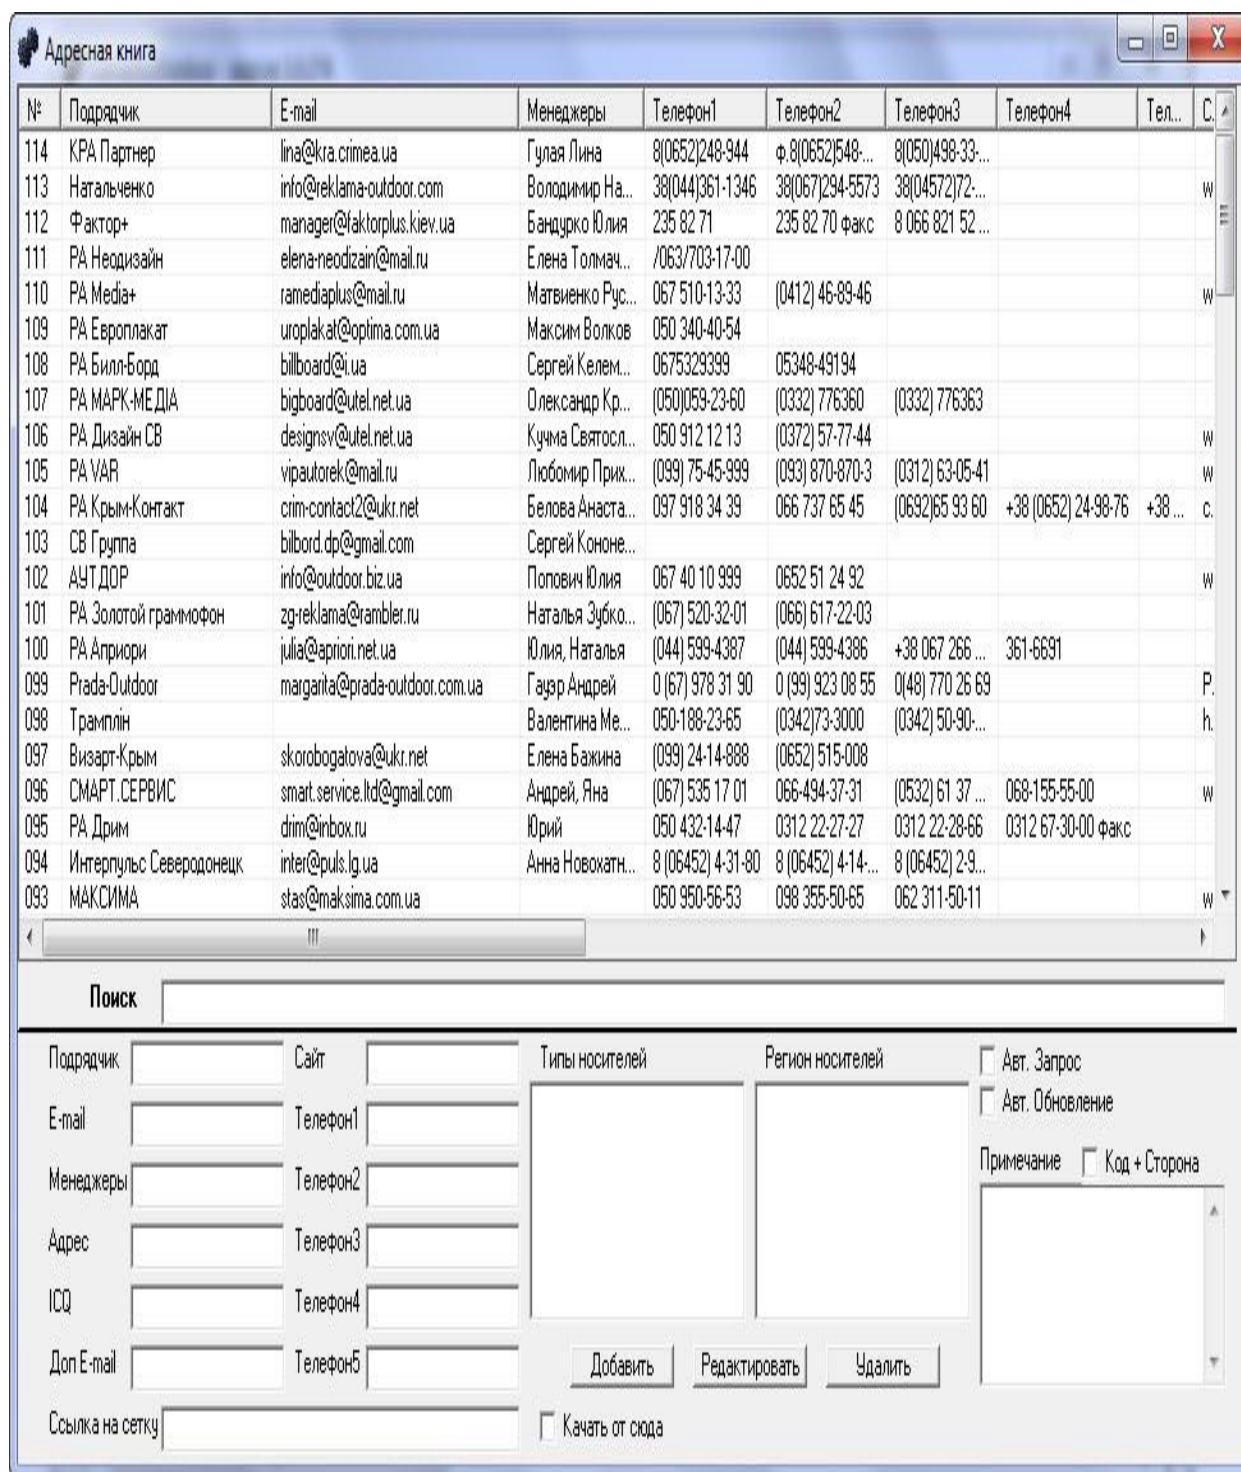 Адресная книга
№ Подрядчик E-mail Менеджеры Телефон1 Телефон2 Телефон3 Телефон4 Тел... С.
114 КРА Партнер lina@kra.crimea.ua Гулая Лина 8(0652)248-944 ф.8(0652)548-... 8(050)498-33-...
113 Натальченко info@reklama-outdoor.com Володимир На... 38(044)361-1346 38(067)294-5573 38(04572)72-... w
112 Фактор+ manager@faktorplus.kiev.ua Бандурко Юлия 235 82 71 235 82 70 факс 8 066 821 52 ...
111 РА Неодизайн elena-neodizain@mail.ru Елена Толмач... /063/703-17-00
110 РА Media+ ramediaplus@mail.ru Матвиенко Рус... 067 510-13-33 (0412) 46-89-46 w
109 РА Европлакат uroplakat@optima.com.ua Максим Волков 050 340-40-54
108 РА Билл-Борд billboard@i.ua Сергей Келем... 0675329399 05348-49194
107 РА МАРК-МЕДІА bigboard@utel.net.ua Олександр Кр... (050)059-23-60 (0332) 776360 (0332) 776363
106 РА Дизайн СВ designsv@utel.net.ua Кучма Святосл... 050 912 12 13 (0372) 57-77-44 w
105 РА VAR vipautorek@mail.ru Любомир Прих... (099) 75-45-999 (093) 870-870-3 (0312) 63-05-41 w
104 РА Крым-Контакт crim-contact2@ukr.net Белова Анаста... 097 918 34 39 066 737 65 45 (0692)65 93 60 +38 (0652) 24-98-76 +38 ... c.
103 СВ Группа bilbord.dp@gmail.com Сергей Кононе...
102 АУТДОР info@outdoor.biz.ua Попович Юлия 067 40 10 999 0652 51 24 92 w
101 РА Золотой граммофон zg-reklama@rambler.ru Наталья Зубко... (067) 520-32-01 (066) 617-22-03
100 РА Априори julia@apriori.net.ua Юлия, Наталья (044) 599-4387 (044) 599-4386 +38 067 266 ... 361-6691
099 Prada-Outdoor margarita@prada-outdoor.com.ua Гауэр Андрей 0 (67) 978 31 90 0 (99) 923 08 55 0(48) 770 26 69 P.
098 Трамплін Валентина Ме... 050-188-23-65 (0342)73-3000 (0342) 50-90-... h.
097 Визарт-Крым skorobogatova@ukr.net Елена Бажина (099) 24-14-888 (0652) 515-008
096 СМАРТ.СЕРВИС smart.service.ltd@gmail.com Андрей, Яна (067) 535 17 01 066-494-37-31 (0532) 61 37 ... 068-155-55-00 w
095 РА Дрим drim@inbox.ru Юрий 050 432-14-47 0312 22-27-27 0312 22-28-66 0312 67-30-00 факс
094 Интерпульс Северодонецк inter@puls.lg.ua Анна Новохатн... 8 (06452) 4-31-80 8 (06452) 4-14-... 8 (06452) 2-9...
093 МАКСИМА stas@maksima.com.ua 050 950-56-53 098 355-50-65 062 311-50-11 w
Поиск
Подрядчик Сайт Типы носителей Регион носителей Авт. Запрос
Авт. Обновление
E-mail Телефон1
Примечание Код + Сторона
Менеджеры Телефон2
Адрес Телефон3
ICQ Телефон4
Доп E-mail Телефон5 Добавить Редактировать Удалить
Ссылка на сетку Качать от сюда